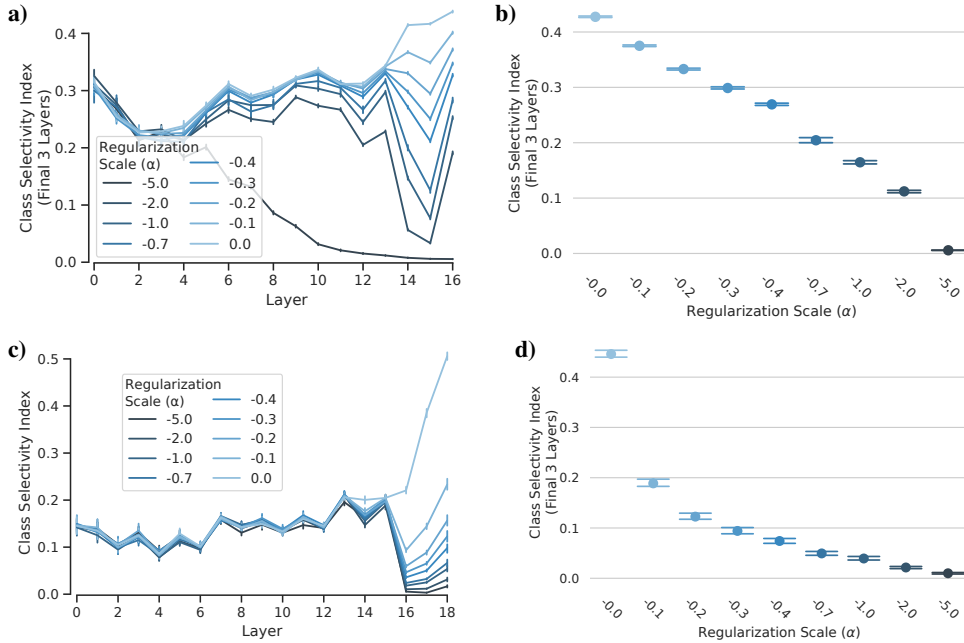 a)
Class Selectivity Index
(Final 3 Layers)
0.4
0.3
0.2
0.1
0.0
Regularization
Scale (α)
-5.0
-2.0
-1.0
-0.7
-0.4
-0.3
-0.2
-0.1
0.0
0 2 4 6 8 10 12 14 16
Layer
b)
Class Selectivity Index
(Final 3 Layers)
0.4
0.3
0.2
0.1
0.0
-0.0 -0.1 -0.2 -0.3 -0.4 -0.7 -1.0 -2.0 -5.0
Regularization Scale (α)
c)
Class Selectivity Index
0.5
0.4
0.3
0.2
0.1
0.0
Regularization
Scale (α)
-5.0
-2.0
-1.0
-0.7
-0.4
-0.3
-0.2
-0.1
0.0
0 2 4 6 8 10 12 14 16 18
Layer
d)
Class Selectivity Index
(Final 3 Layers)
0.4
0.3
0.2
0.1
0.0
-0.0 -0.1 -0.2 -0.3 -0.4 -0.7 -1.0 -2.0 -5.0
Regularization Scale (α)